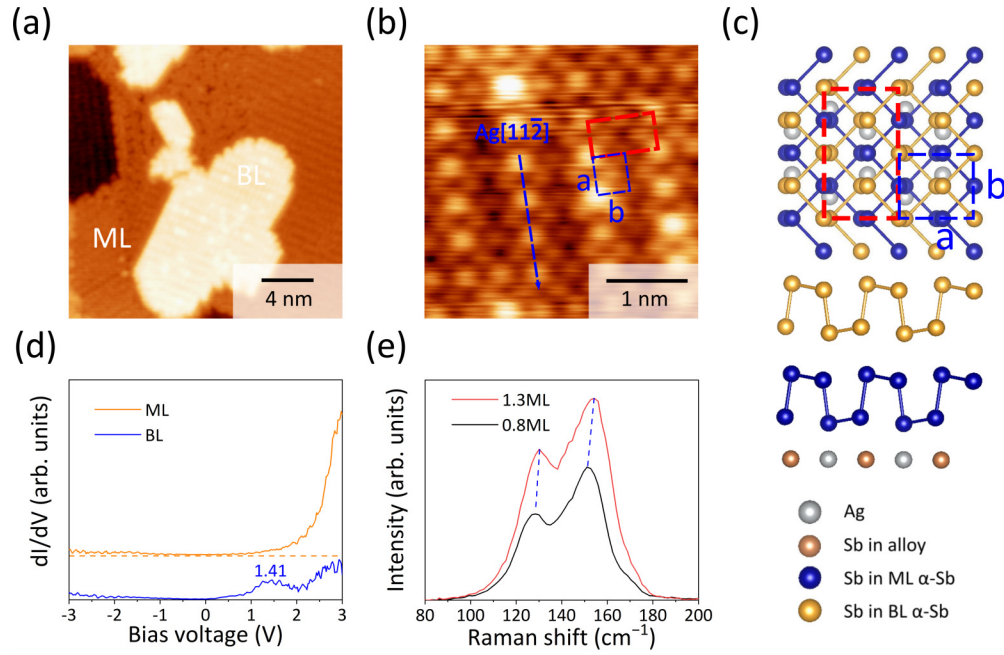 (a)
ML
BL
4 nm
(b)
Ag[112̄]
a
b
1 nm
(c)
b
a
Ag
Sb in alloy
Sb in ML α-Sb
Sb in BL α-Sb
(d)
dI/dV (arb. units)
ML
BL
1.41
-3 -2 -1 0 1 2 3
Bias voltage (V)
(e)
Intensity (arb. units)
1.3ML
0.8ML
80 100 120 140 160 180 200
Raman shift (cm⁻¹)